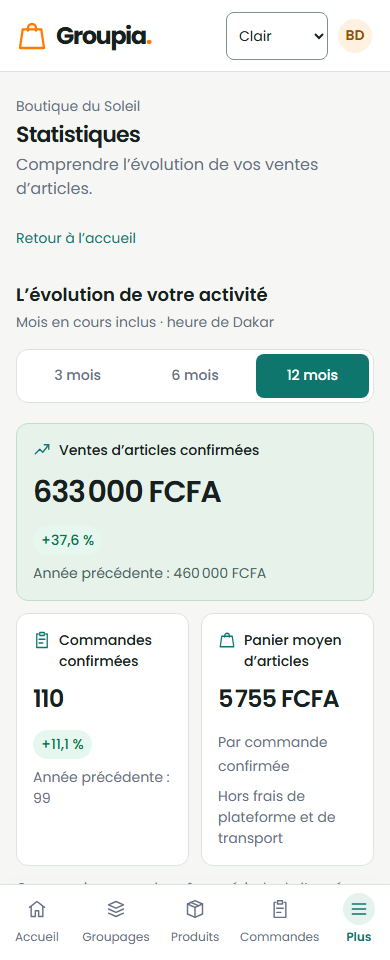 Groupia.
Clair
BD
Boutique du Soleil
Statistiques
Comprendre l’évolution de vos ventes
d’articles.
Retour à l’accueil
L’évolution de votre activité
Mois en cours inclus · heure de Dakar
3 mois
6 mois
12 mois
Ventes d’articles confirmées
633 000 FCFA
+37,6 %
Année précédente : 460 000 FCFA
Commandes
confirmées
110
+11,1 %
Année précédente :
99
Panier moyen
d’articles
5 755 FCFA
Par commande
confirmée
Hors frais de
plateforme et de
transport
Accueil
Groupages
Produits
Commandes
Plus